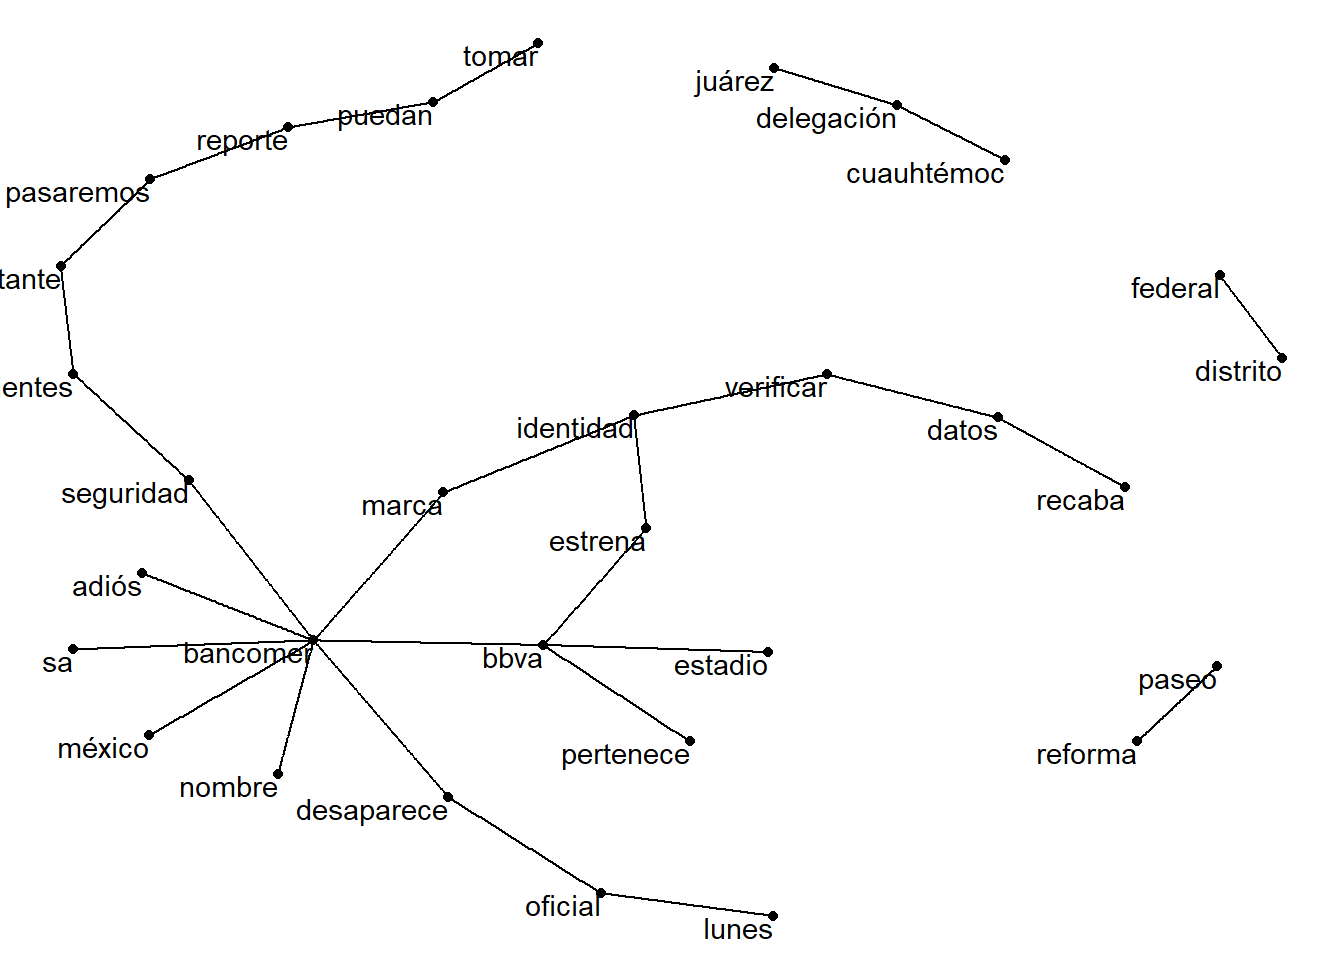 tomar
juárez
puedan
delegación
reporte
cuauhtémoc
pasaremos
tante
federal
distrito
entes
verificar
identidad
datos
seguridad
marca
recaba
estrena
adiós
bancomer
bbva
sa
estadio
paseo
méxico
pertenece
reforma
nombre
desaparece
oficial
lunes